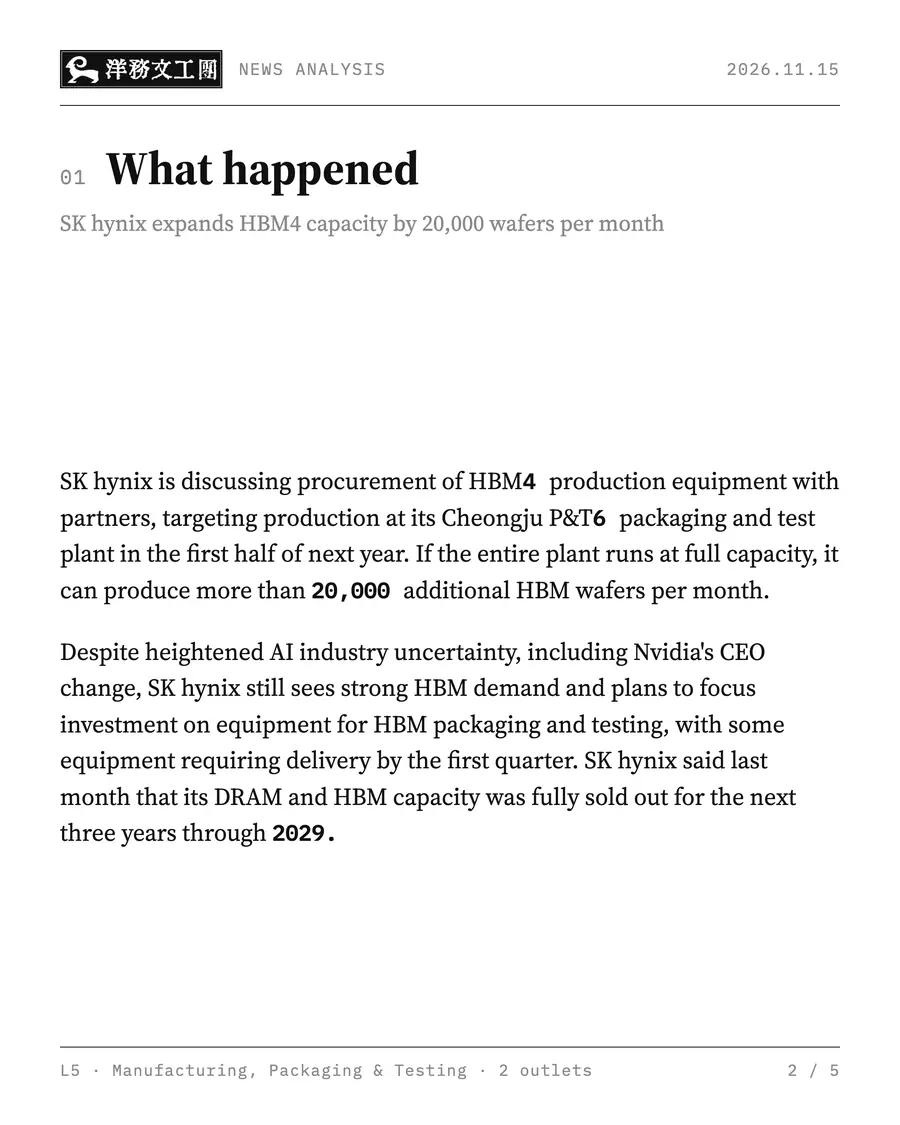 洋務文工團 NEWS ANALYSIS 2026.11.15
01 What happened
SK hynix expands HBM4 capacity by 20,000 wafers per month
SK hynix is discussing procurement of HBM4 production equipment with
partners, targeting production at its Cheongju P&T6 packaging and test
plant in the first half of next year. If the entire plant runs at full capacity, it
can produce more than 20,000 additional HBM wafers per month.
Despite heightened AI industry uncertainty, including Nvidia's CEO
change, SK hynix still sees strong HBM demand and plans to focus
investment on equipment for HBM packaging and testing, with some
equipment requiring delivery by the first quarter. SK hynix said last
month that its DRAM and HBM capacity was fully sold out for the next
three years through 2029.
L5 · Manufacturing, Packaging & Testing · 2 outlets 2 / 5